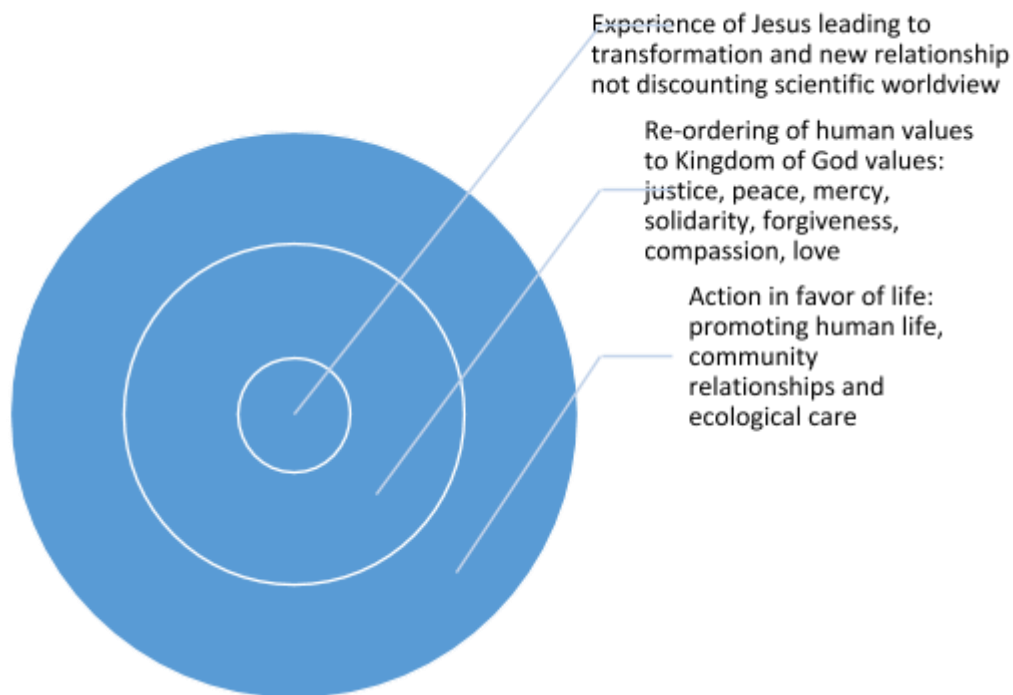 Experience of Jesus leading to
transformation and new relationship
not discounting scientific worldview
Re-ordering of human values
to Kingdom of God values:
justice, peace, mercy,
solidarity, forgiveness,
compassion, love
Action in favor of life:
promoting human life,
community
relationships and
ecological care